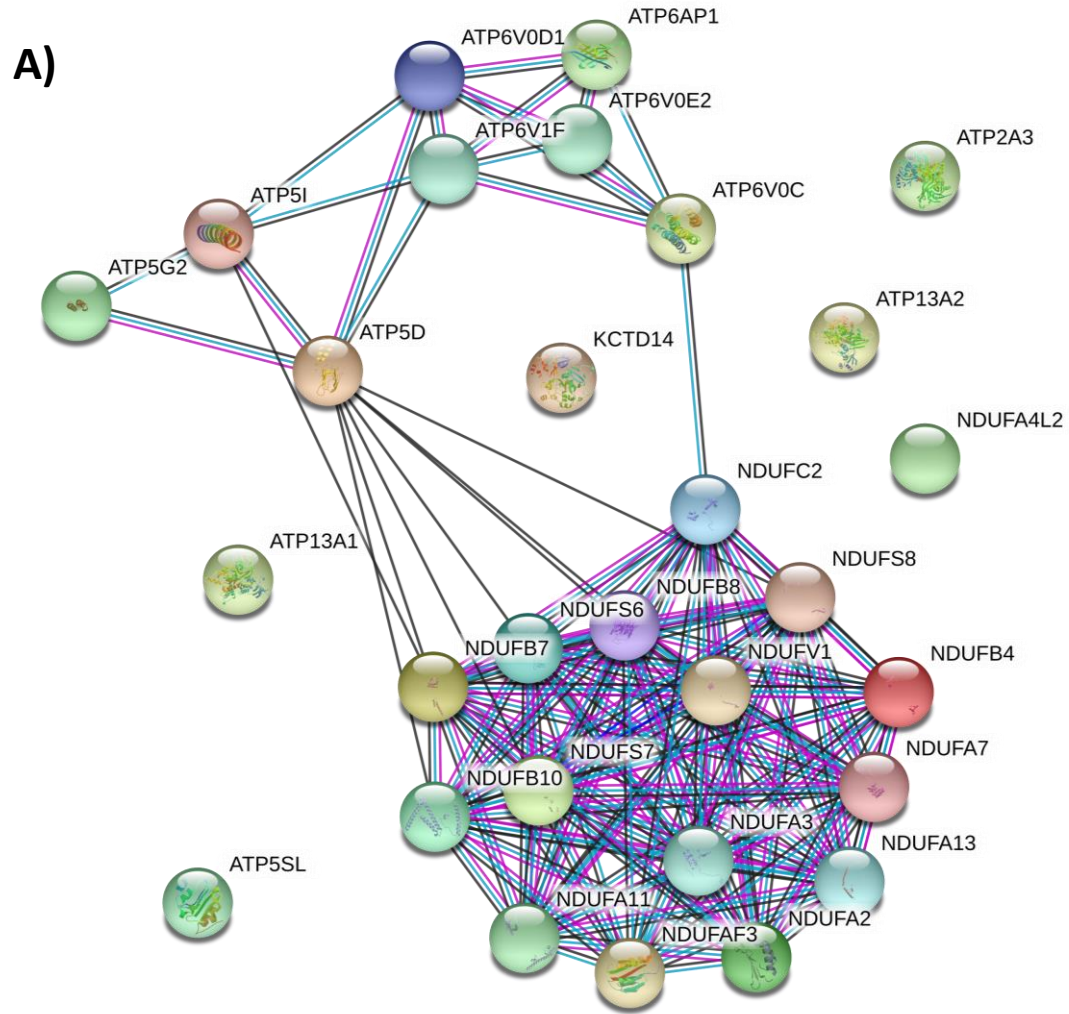 A)
ATP6AP1
ATP6V0D1
ATP6V0E2
ATP6V1F
ATP2A3
ATP6V0C
ATP5I
ATP5G2
ATP13A2
ATP5D
KCTD14
NDUFA4L2
NDUFC2
ATP13A1
NDUFS8
NDUFB8
NDUFS6
NDUFB7
NDUFV1
NDUFB4
NDUFS7
NDUFA7
NDUFB10
NDUFA3
NDUFA13
ATP5SL
NDUFA11
NDUFA2
NDUFAF3